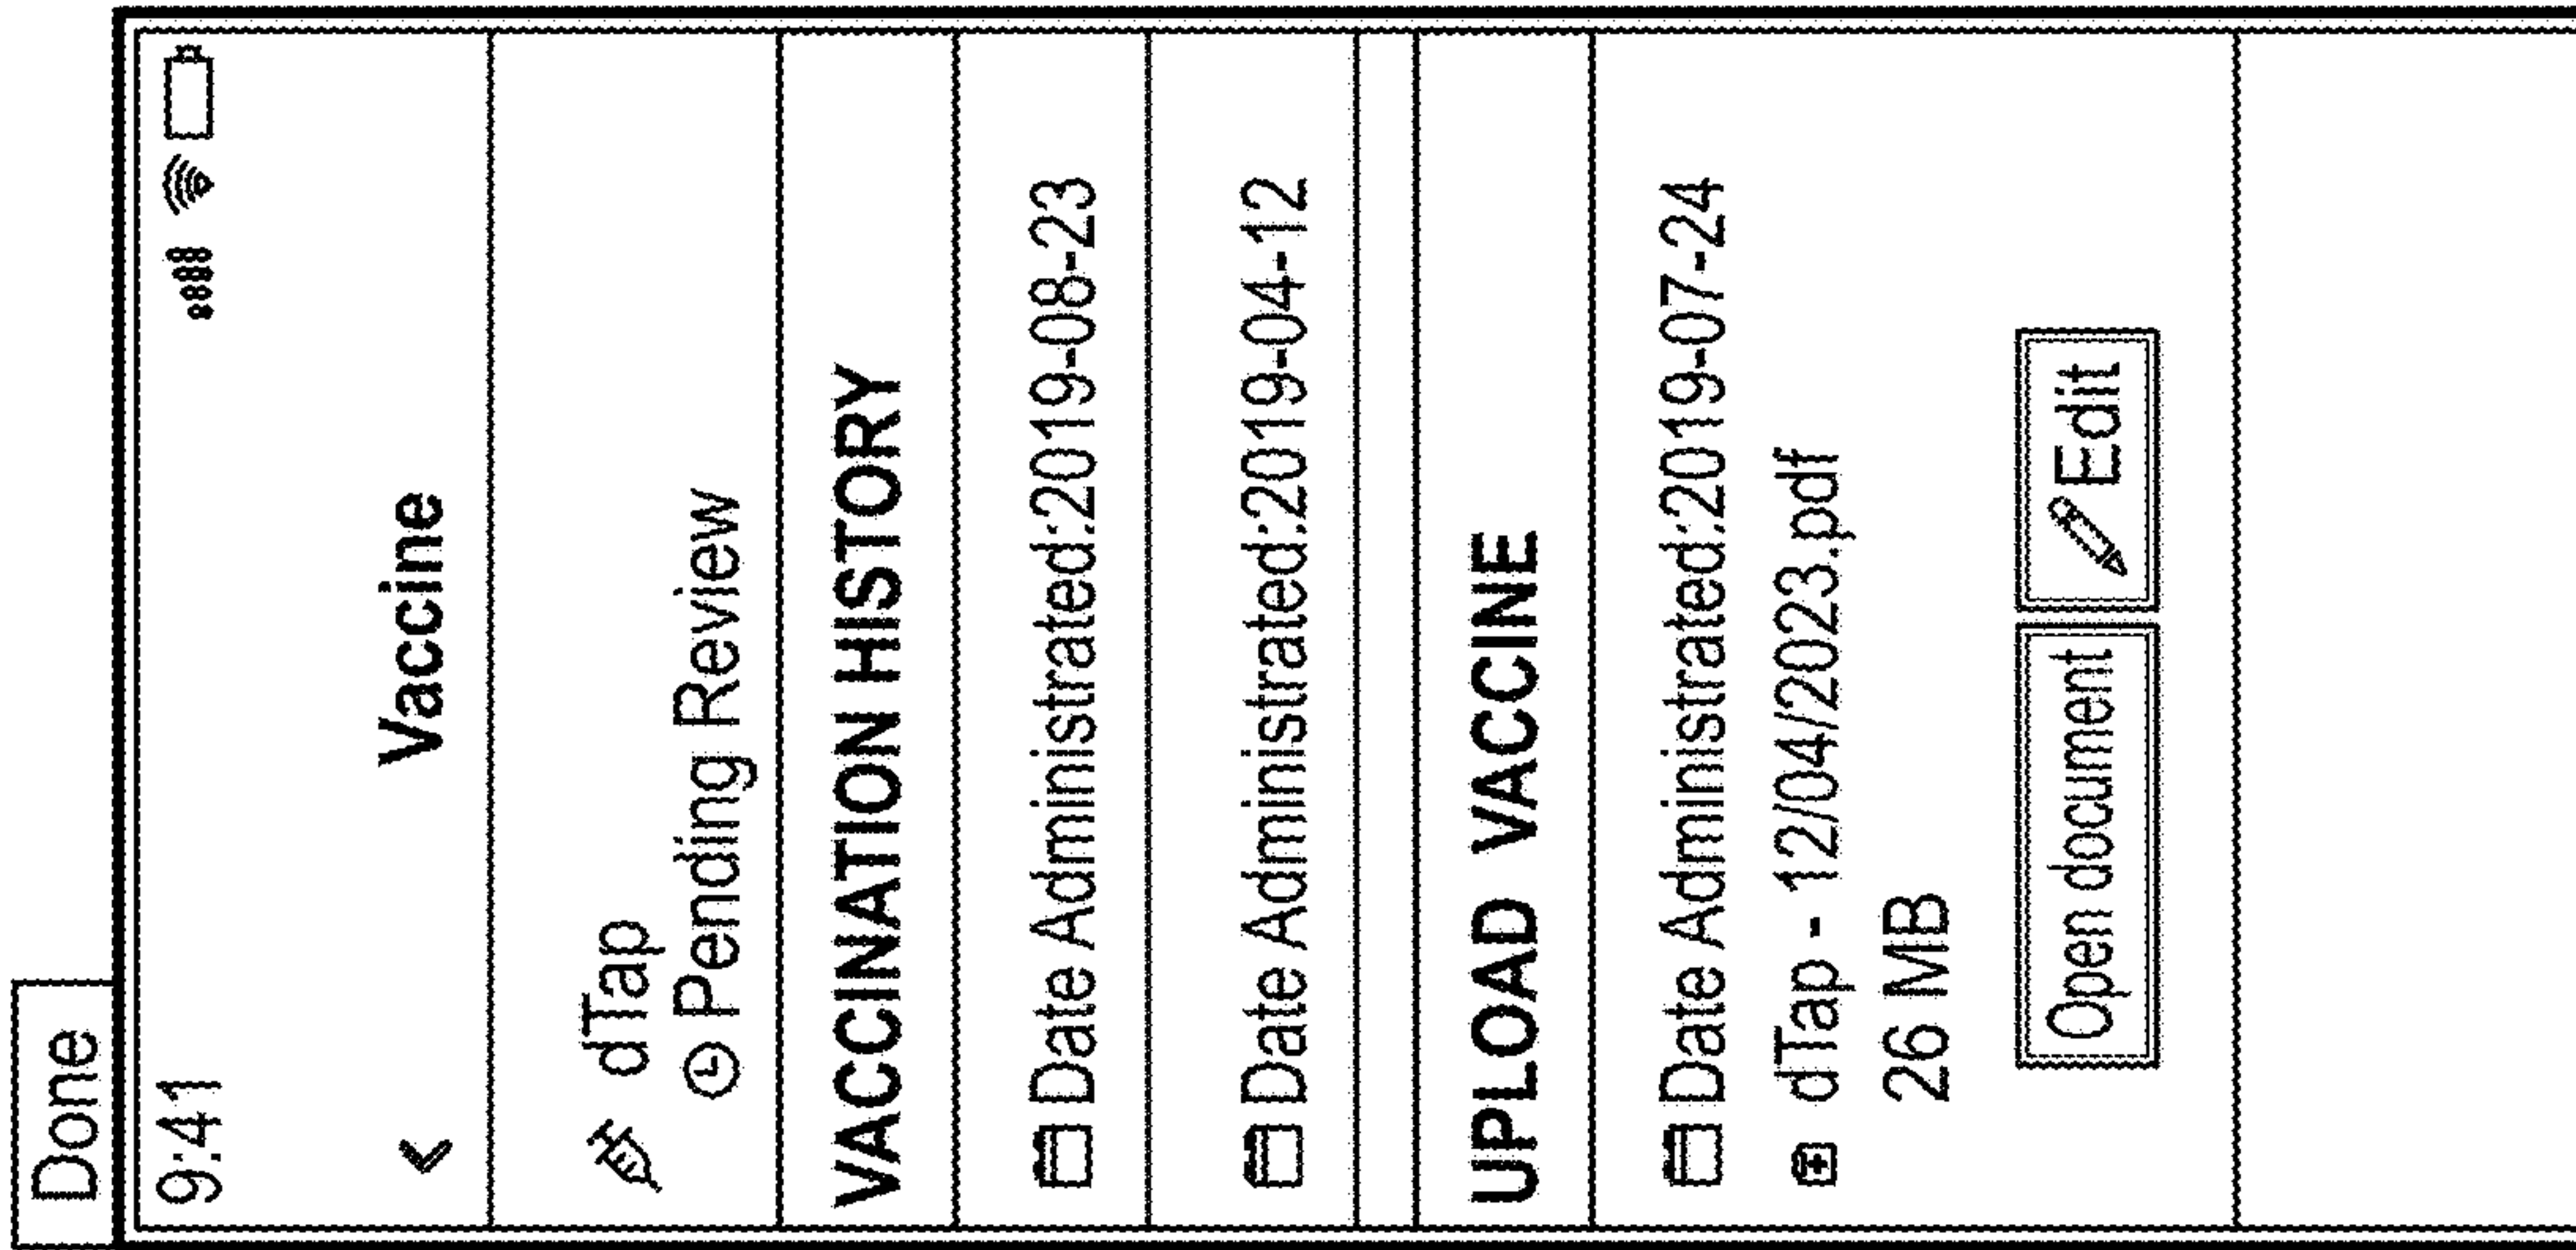 Done
9:41
Vaccine
dTap
Pending Review
VACCINATION HISTORY
Date Administrated:2019-08-23
Date Administrated:2019-04-12
UPLOAD VACCINE
Date Administrated:2019-07-24
dTap - 12/04/2023.pdf
26 MB
Open document Edit